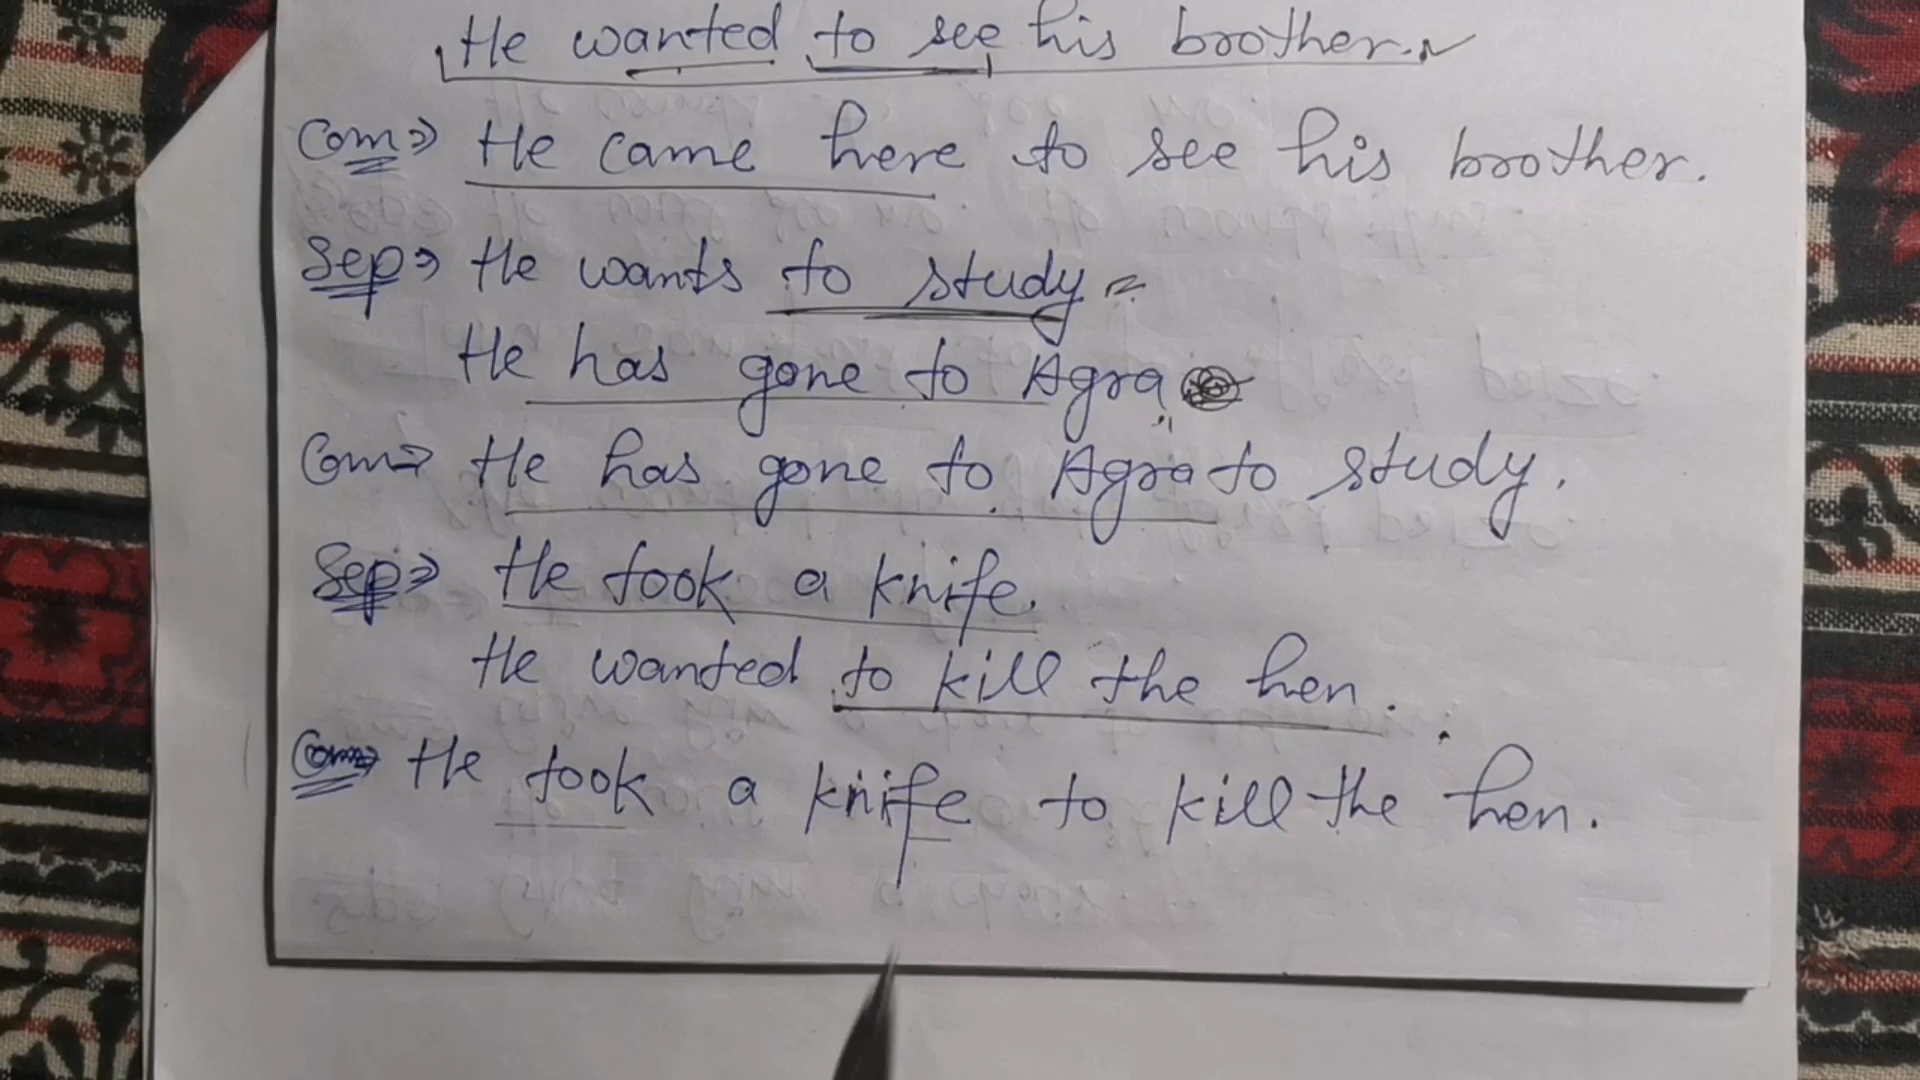 He wanted to see his brother.
Com⇒ He came here to see his brother.
Sep⇒ He wants to study
He has gone to Agra
Com⇒ He has gone to Agra to study.
Sep⇒ He took a knife.
He wanted to kill the hen.
Com⇒ He took a knife to kill the hen.